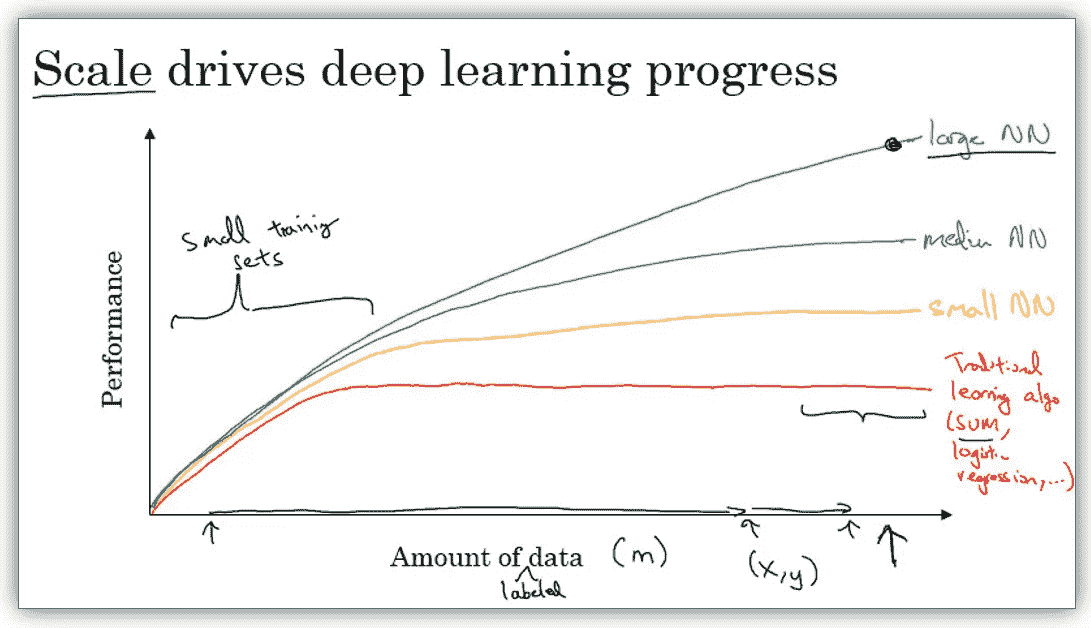 Scale drives deep learning progress
large NN
small training
sets
medium NN
Performance
small NN
Traditional
learning algo
(SVM,
logistic
regression,...)
Amount of data (m)
labeled
(x,y)